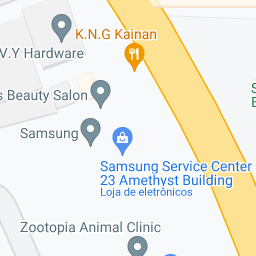 K.N.G Kainan
V.Y Hardware
s Beauty Salon
Samsung
Samsung Service Center
23 Amethyst Building
Loja de eletrônicos
Zootopia Animal Clinic